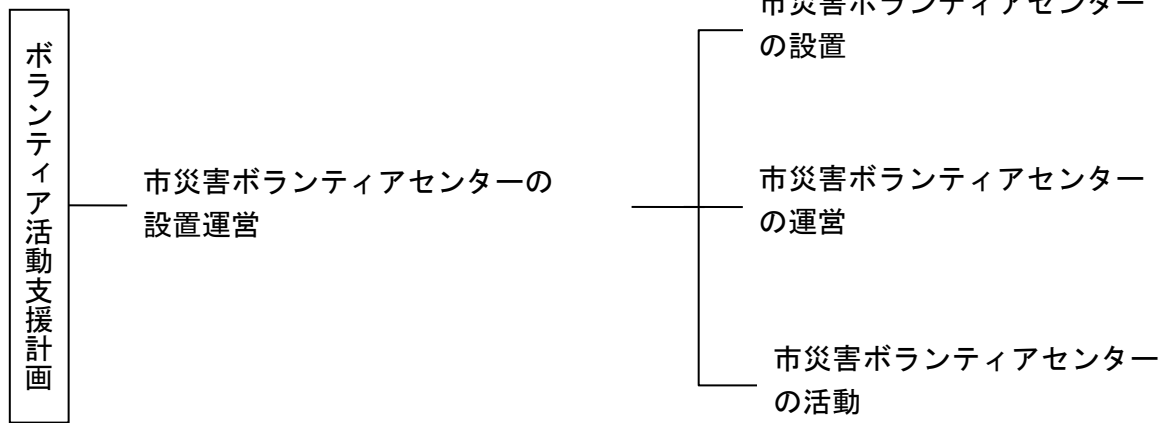 ボランティア活動支援計画
市災害ボランティアセンターの
設置運営
市災害ボランティアセンター
の設置
市災害ボランティアセンター
の運営
市災害ボランティアセンター
の活動